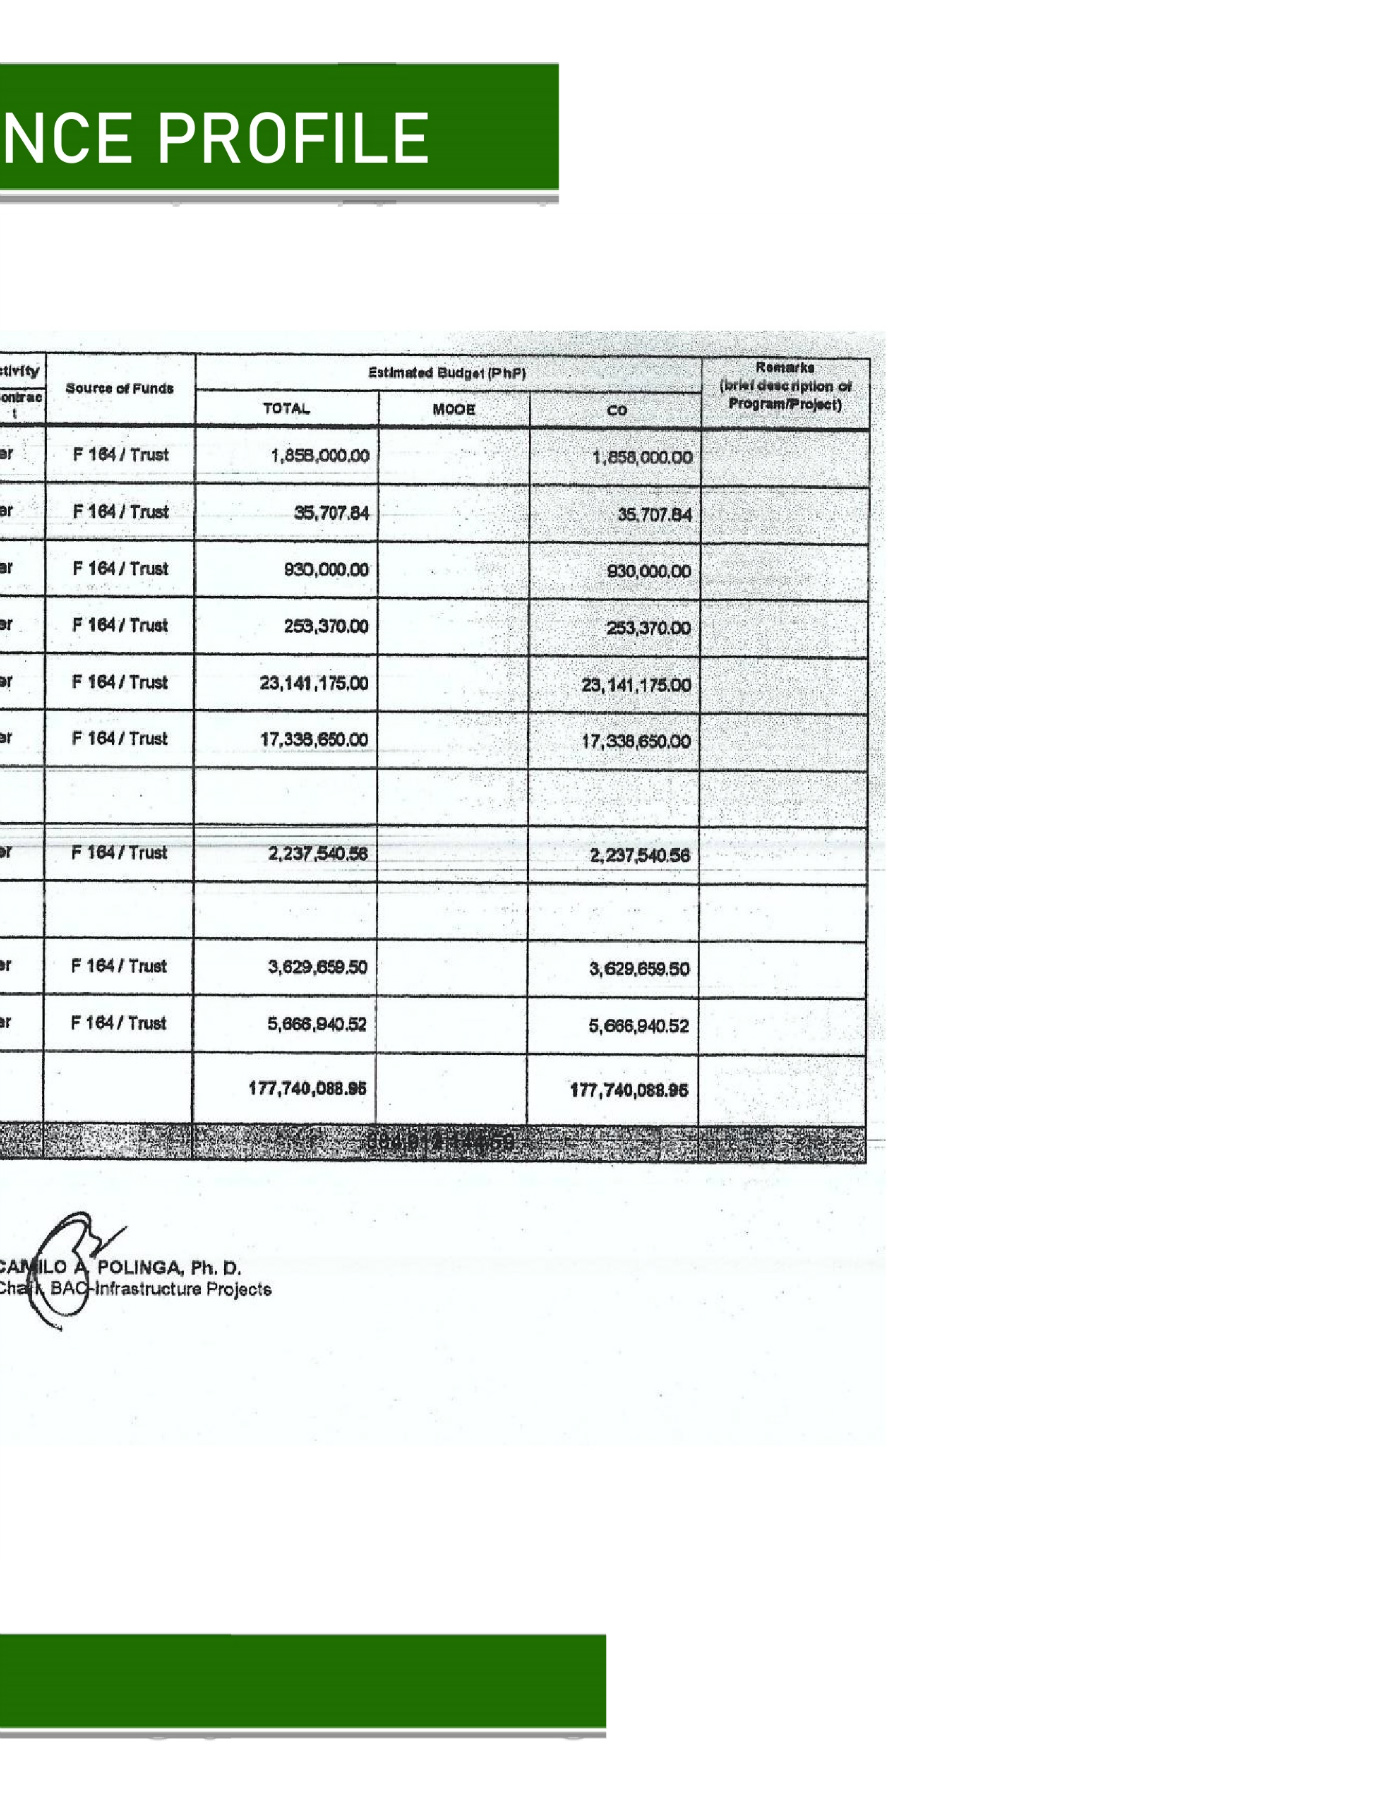 NCE PROFILE
ctivity
Source of Funds
Estimated Budget (PhP)
Remarks
(brief description of
Program/Project)
ontrac
t
TOTAL
MOOE
CO
er F 164 / Trust 1,858,000.00 1,858,000.00
er F 164 / Trust 35,707.84 35,707.84
er F 164 / Trust 930,000.00 930,000.00
er F 164 / Trust 253,370.00 253,370.00
er F 164 / Trust 23,141,175.00 23,141,175.00
er F 164 / Trust 17,338,650.00 17,338,650.00
er F 164 / Trust 2,237,540.56 2,237,540.56
er F 164 / Trust 3,629,659.50 3,629,659.50
er F 164 / Trust 5,666,940.52 5,666,940.52
177,740,088.95 177,740,088.95
CAMILO A. POLINGA, Ph. D.
Chair, BAC-Infrastructure Projects